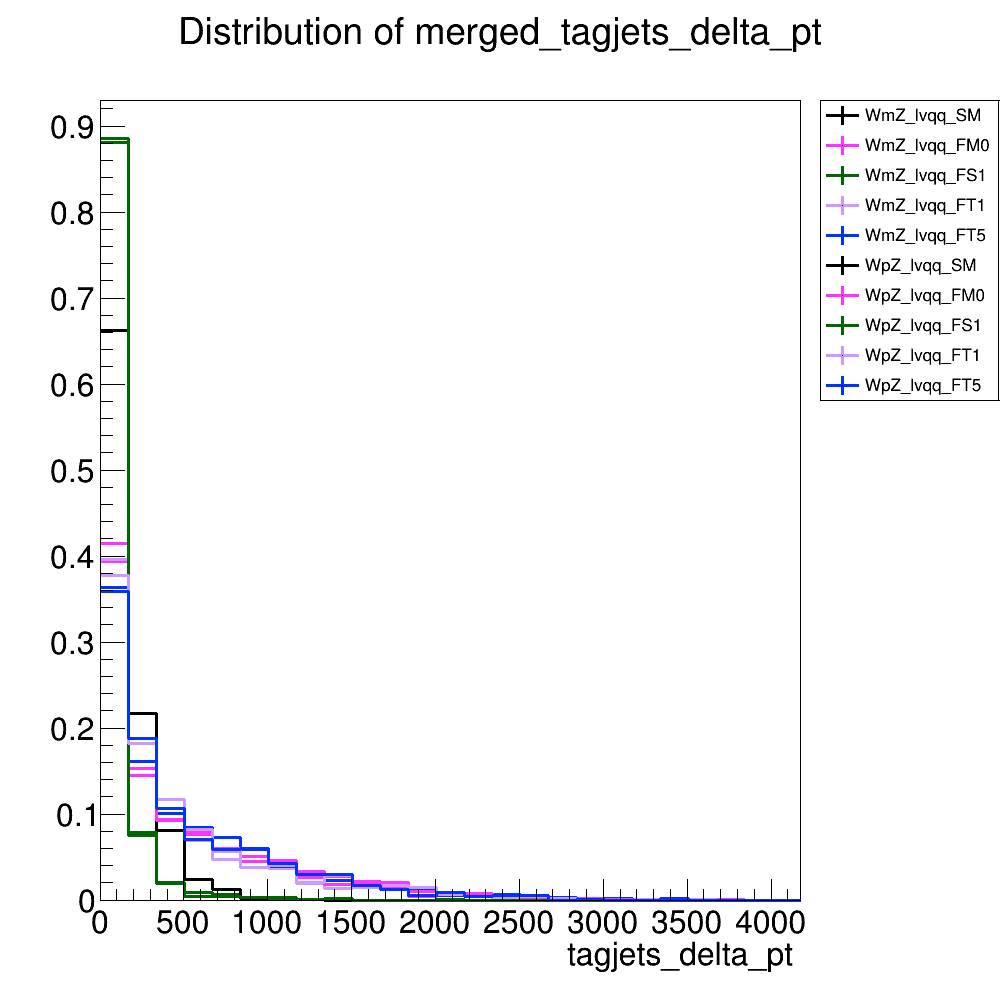 Distribution of merged_tagjets_delta_pt
0.9
0.8
0.7
0.6
0.5
0.4
0.3
0.2
0.1
0
0 500 1000 1500 2000 2500 3000 3500 4000
tagjets_delta_pt
WmZ_lvqq_SM
WmZ_lvqq_FM0
WmZ_lvqq_FS1
WmZ_lvqq_FT1
WmZ_lvqq_FT5
WpZ_lvqq_SM
WpZ_lvqq_FM0
WpZ_lvqq_FS1
WpZ_lvqq_FT1
WpZ_lvqq_FT5